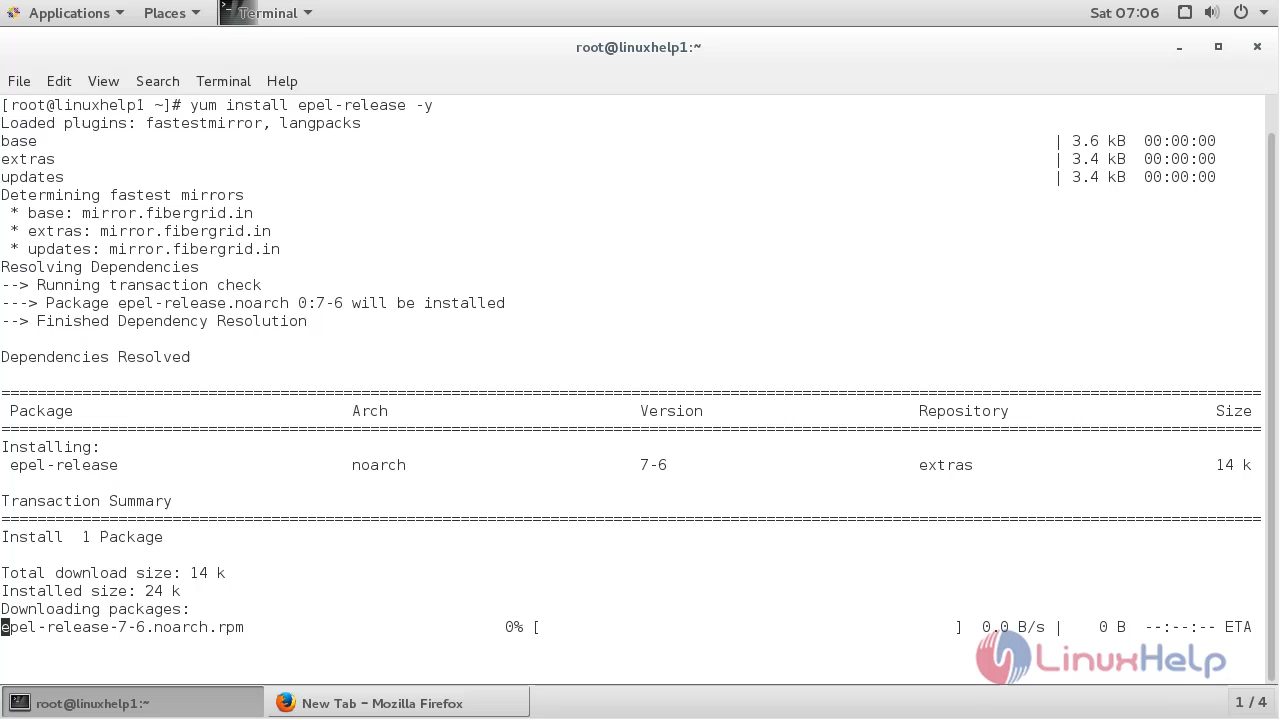 Applications Places Terminal Sat 07:06
root@linuxhelp1:~
File Edit View Search Terminal Help
[root@linuxhelp1 ~]# yum install epel-release -y
Loaded plugins: fastestmirror, langpacks
base | 3.6 kB 00:00:00
extras | 3.4 kB 00:00:00
updates | 3.4 kB 00:00:00
Determining fastest mirrors
* base: mirror.fibergrid.in
* extras: mirror.fibergrid.in
* updates: mirror.fibergrid.in
Resolving Dependencies
--> Running transaction check
---> Package epel-release.noarch 0:7-6 will be installed
--> Finished Dependency Resolution
Dependencies Resolved
================================================================================
Package Arch Version Repository Size
================================================================================
Installing:
epel-release noarch 7-6 extras 14 k
Transaction Summary
================================================================================
Install 1 Package
Total download size: 14 k
Installed size: 24 k
Downloading packages:
epel-release-7-6.noarch.rpm 0% [ ] 0.0 B/s | 0 B --:--:-- ETA
LinuxHelp
root@linuxhelp1:~ New Tab - Mozilla Firefox 1 / 4